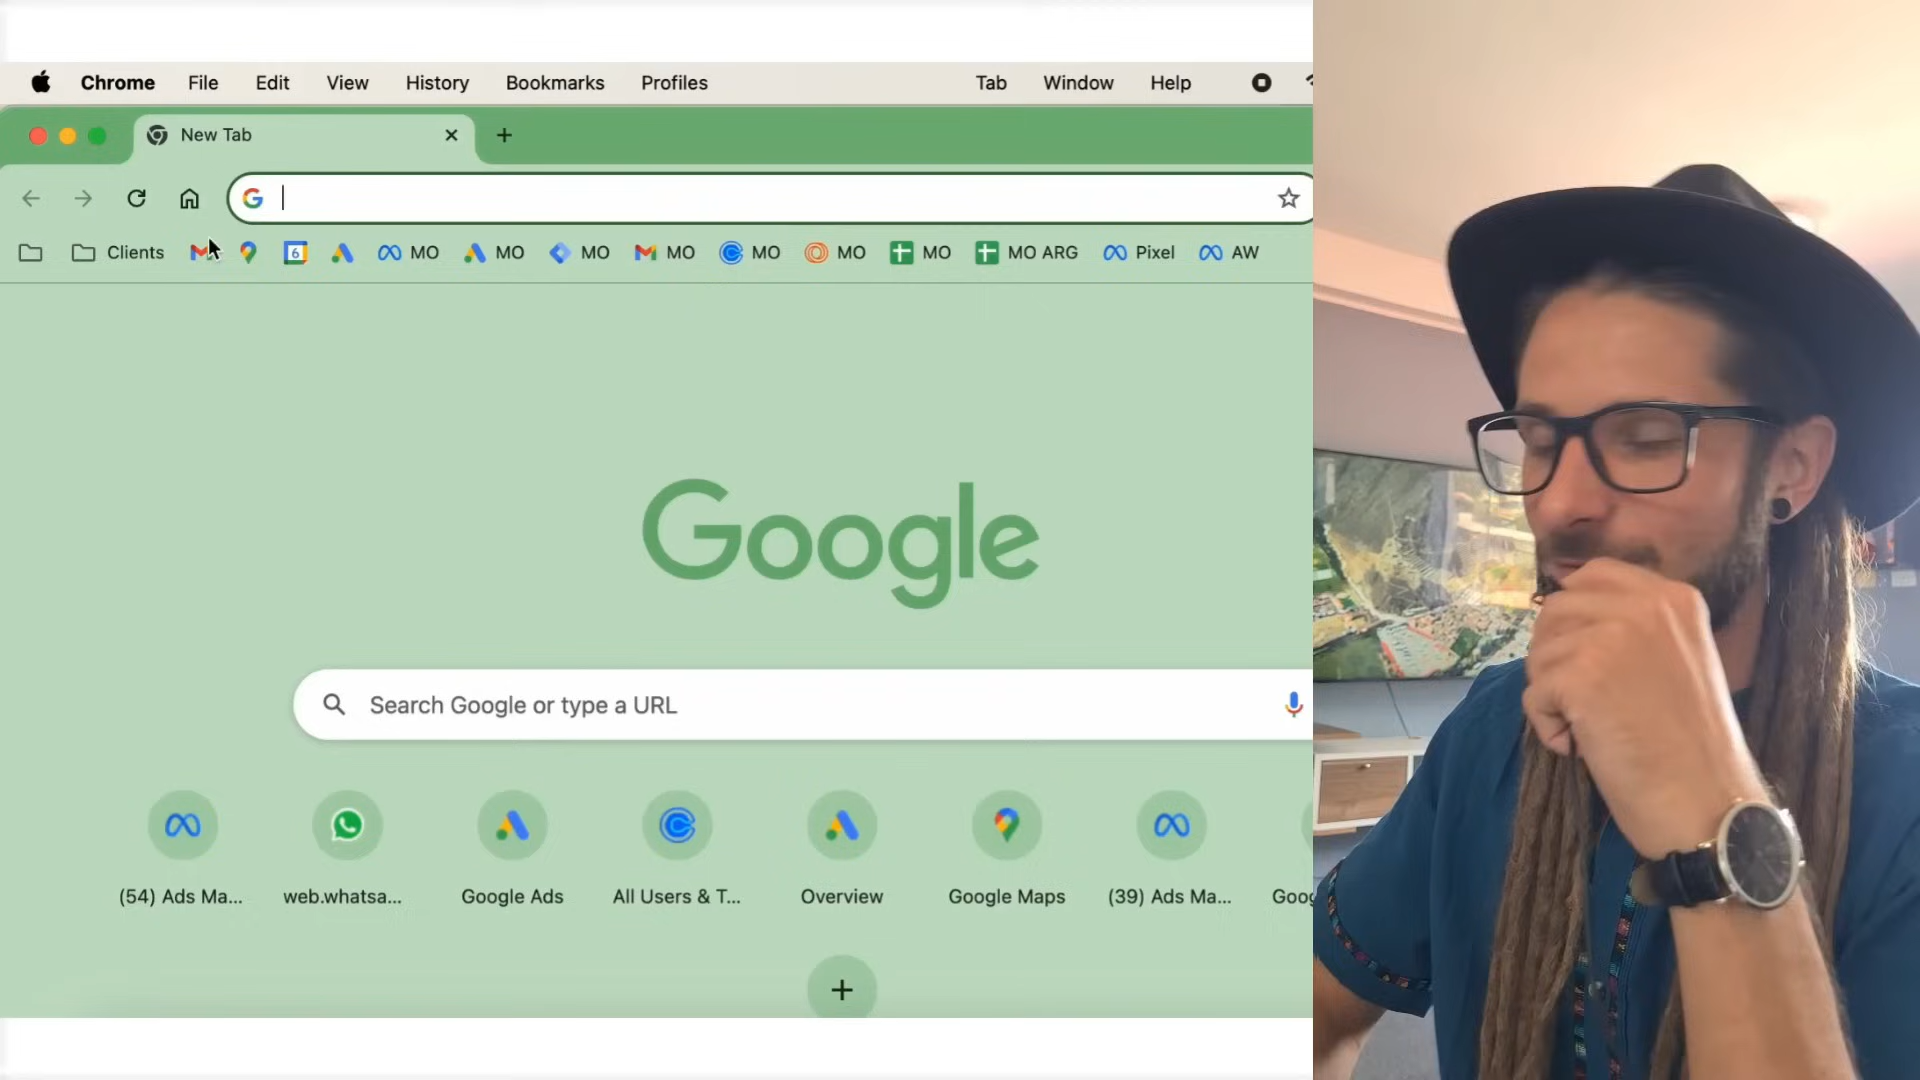 Chrome File Edit View History Bookmarks Profiles Tab Window Help
New Tab
Clients 6 MO MO MO MO MO MO MO MO ARG Pixel AW
Google
Search Google or type a URL
(54) Ads Ma... web.whatsa... Google Ads All Users & T... Overview Google Maps (39) Ads Ma... Goog